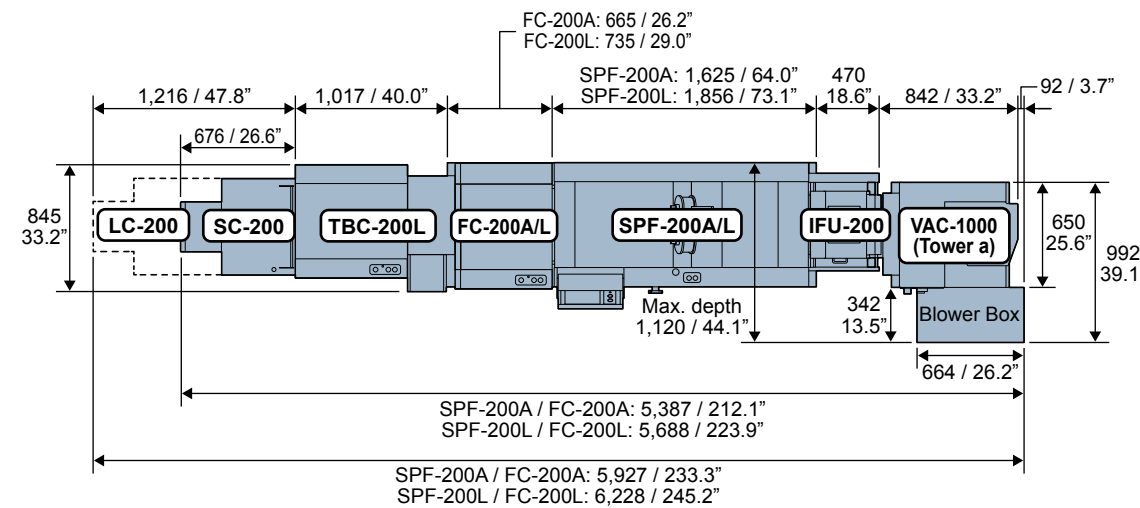 FC-200A: 665 / 26.2”
FC-200L: 735 / 29.0”
SPF-200A: 1,625 / 64.0”
SPF-200L: 1,856 / 73.1”
470
18.6”
92 / 3.7”
1,216 / 47.8”
1,017 / 40.0”
842 / 33.2”
676 / 26.6”
845
33.2”
LC-200
SC-200
TBC-200L
FC-200A/L
SPF-200A/L
IFU-200
VAC-1000
(Tower a)
650
25.6”
992
39.1
Max. depth
1,120 / 44.1”
342
13.5”
Blower Box
664 / 26.2”
SPF-200A / FC-200A: 5,387 / 212.1”
SPF-200L / FC-200L: 5,688 / 223.9”
SPF-200A / FC-200A: 5,927 / 233.3”
SPF-200L / FC-200L: 6,228 / 245.2”